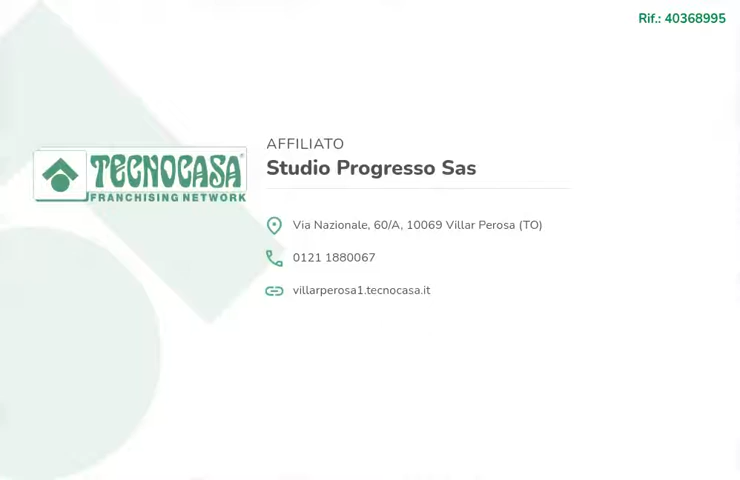 Rif.: 40368995
AFFILIATO
Studio Progresso Sas
TECNOCASA®
FRANCHISING NETWORK
Via Nazionale, 60/A, 10069 Villar Perosa (TO)
0121 1880067
villarperosa1.tecnocasa.it